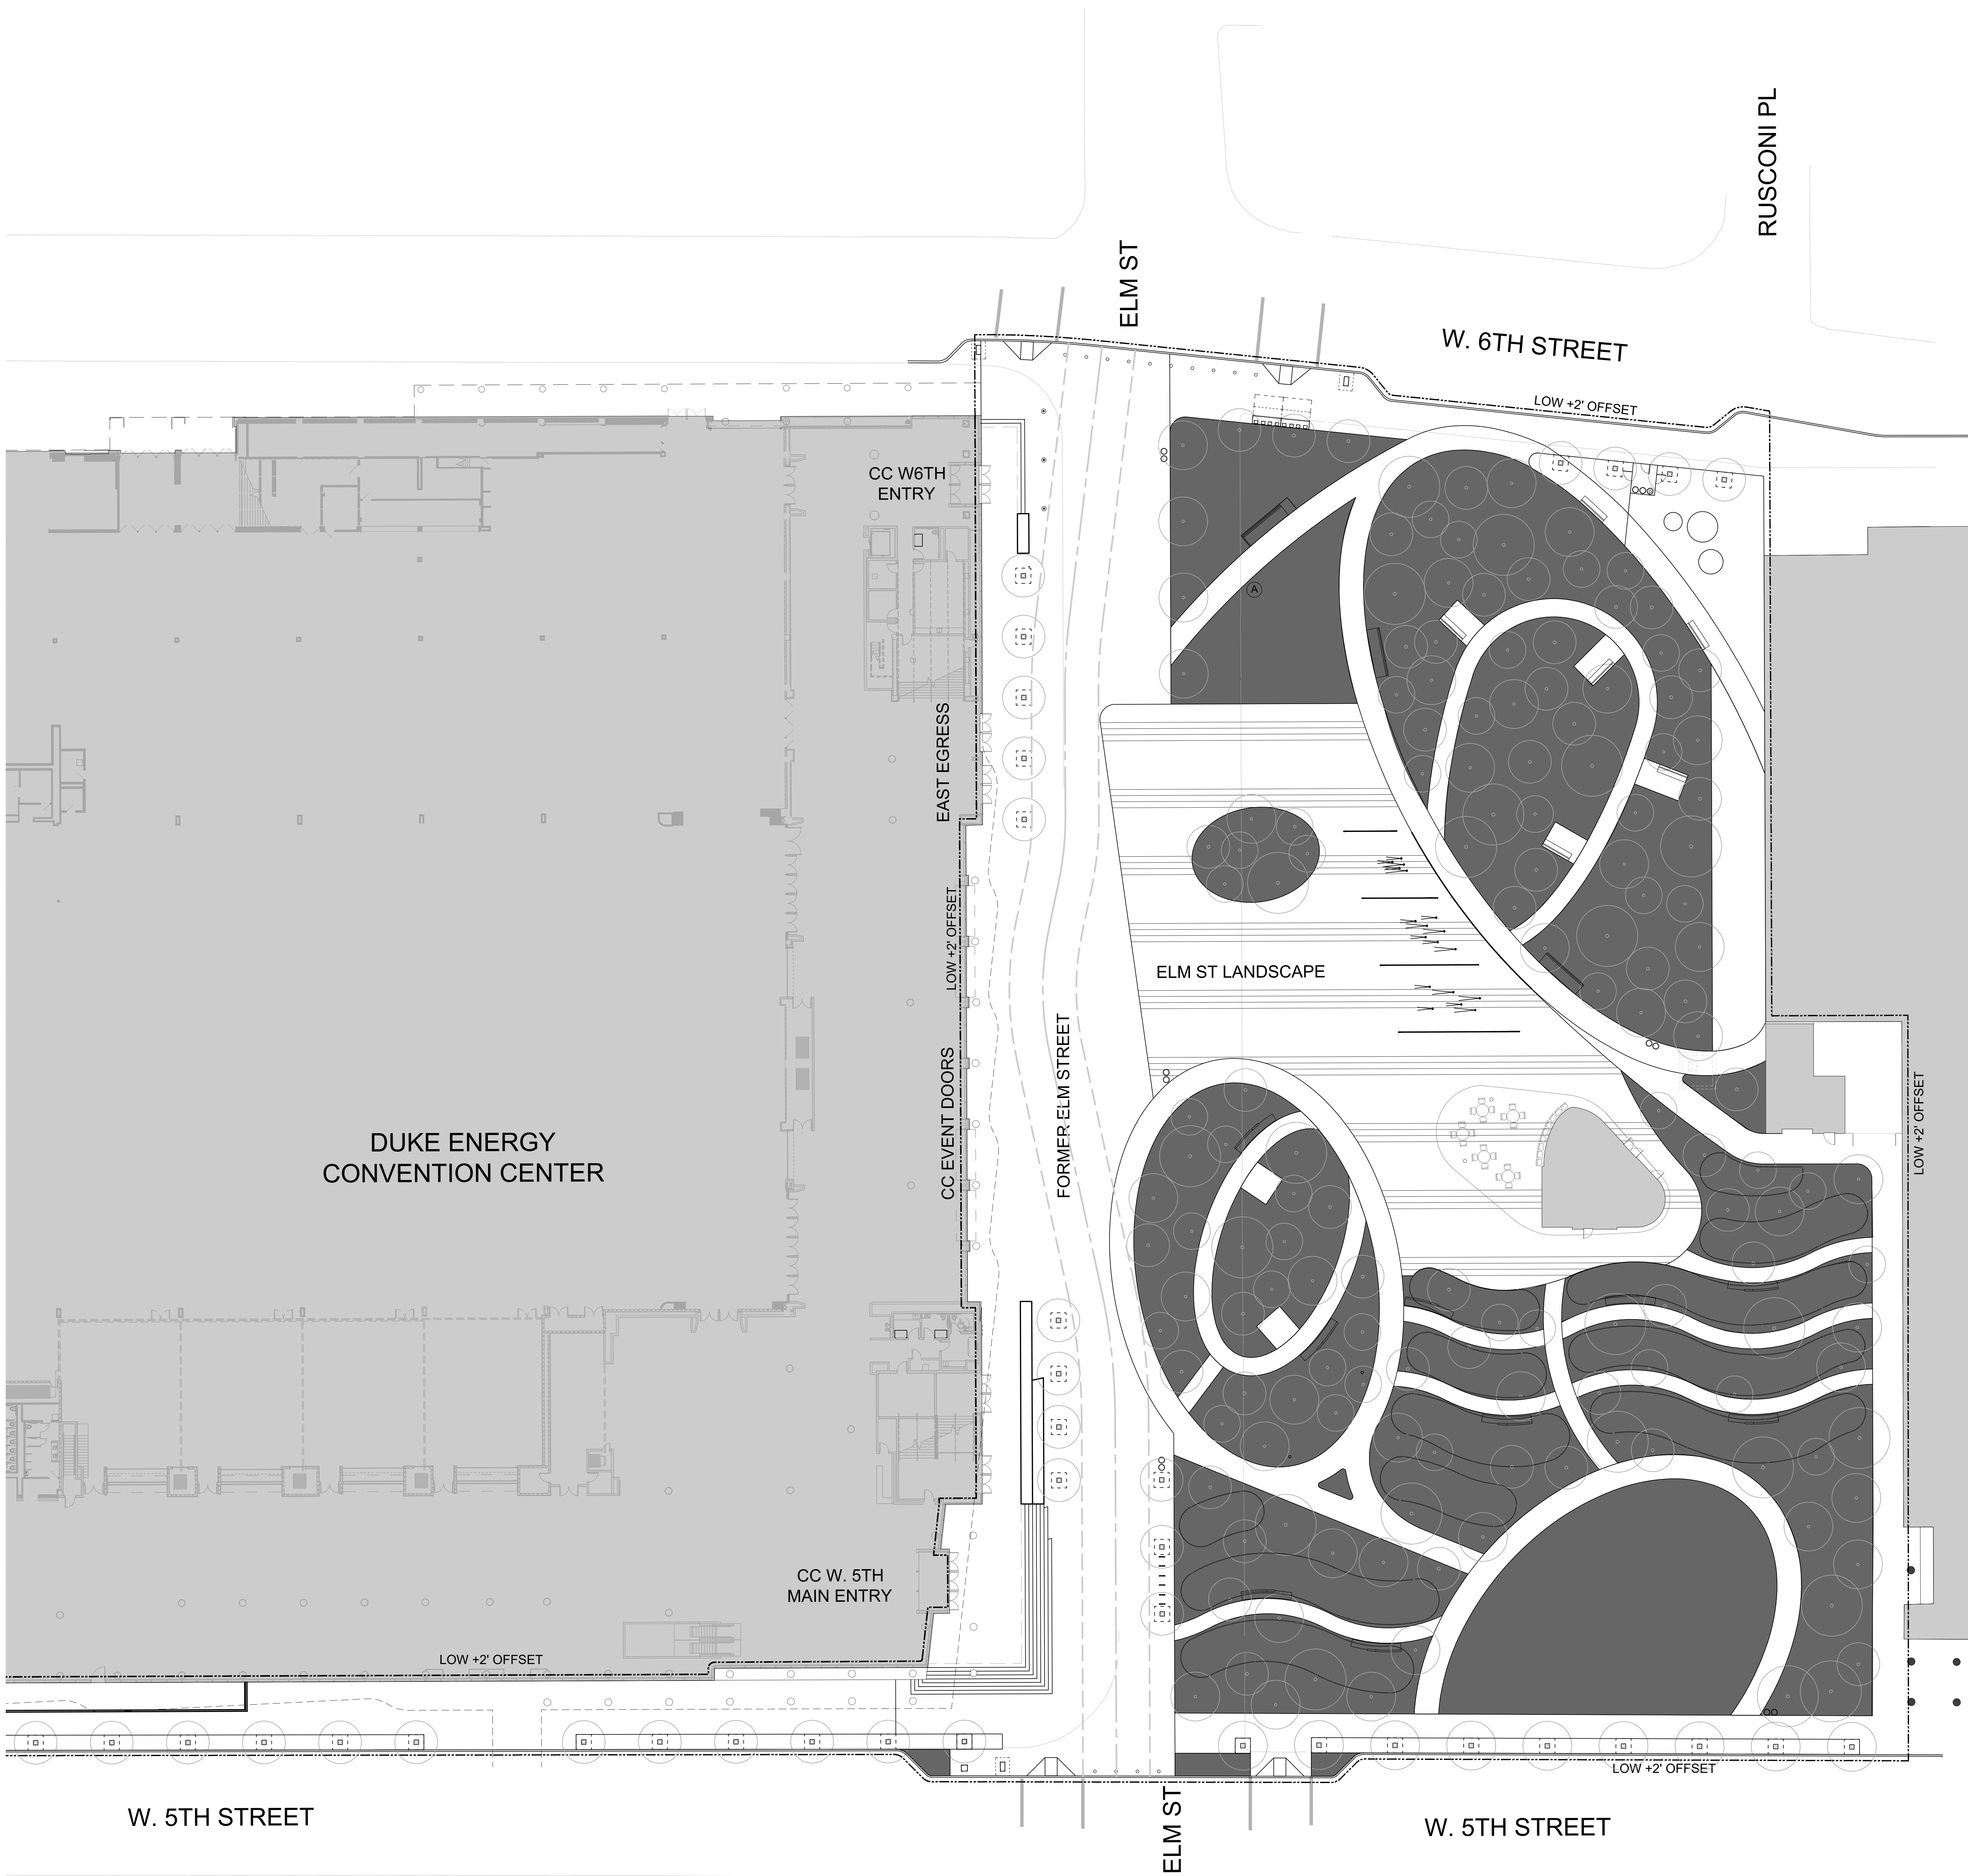 RUSCONI PL
ELM ST
W. 6TH STREET
LOW +2' OFFSET
CC W6TH
ENTRY
A
EAST EGRESS
LOW +2' OFFSET
ELM ST LANDSCAPE
FORMER ELM STREET
CC EVENT DOORS
LOW +2' OFFSET
DUKE ENERGY
CONVENTION CENTER
CC W. 5TH
MAIN ENTRY
LOW +2' OFFSET
LOW +2' OFFSET
W. 5TH STREET
ELM ST
W. 5TH STREET